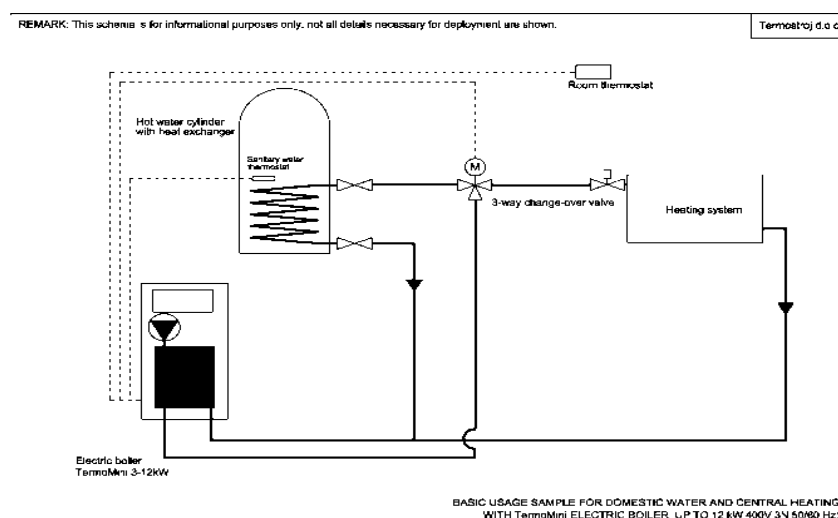 REMARK: This schema is for informational purposes only, not all details necessary for deployment are shown.
Termostroj d.o.o
Room thermostat
Hot water cylinder
with heat exchanger
Sanitary water
thermostat
M
3-way change-over valve
Heating system
Electric boiler
TermoMini 3-12kW
BASIC USAGE SAMPLE FOR DOMESTIC WATER AND CENTRAL HEATING
WITH TermoMini ELECTRIC BOILER UP TO 12 kW 400V 3N 50/60 Hz